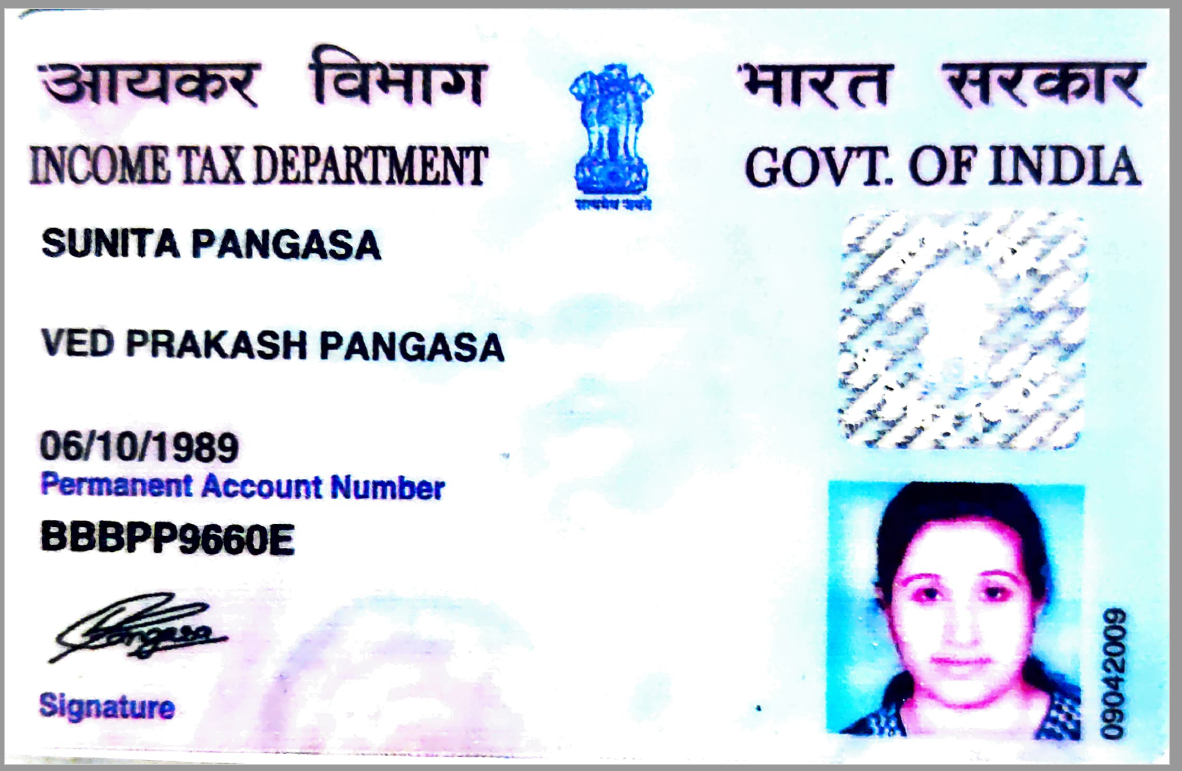 आयकर विभाग
INCOME TAX DEPARTMENT
सत्यमेव जयते
भारत सरकार
GOVT. OF INDIA
SUNITA PANGASA
VED PRAKASH PANGASA
06/10/1989
Permanent Account Number
BBBPP9660E
Pangasa
Signature
09042009